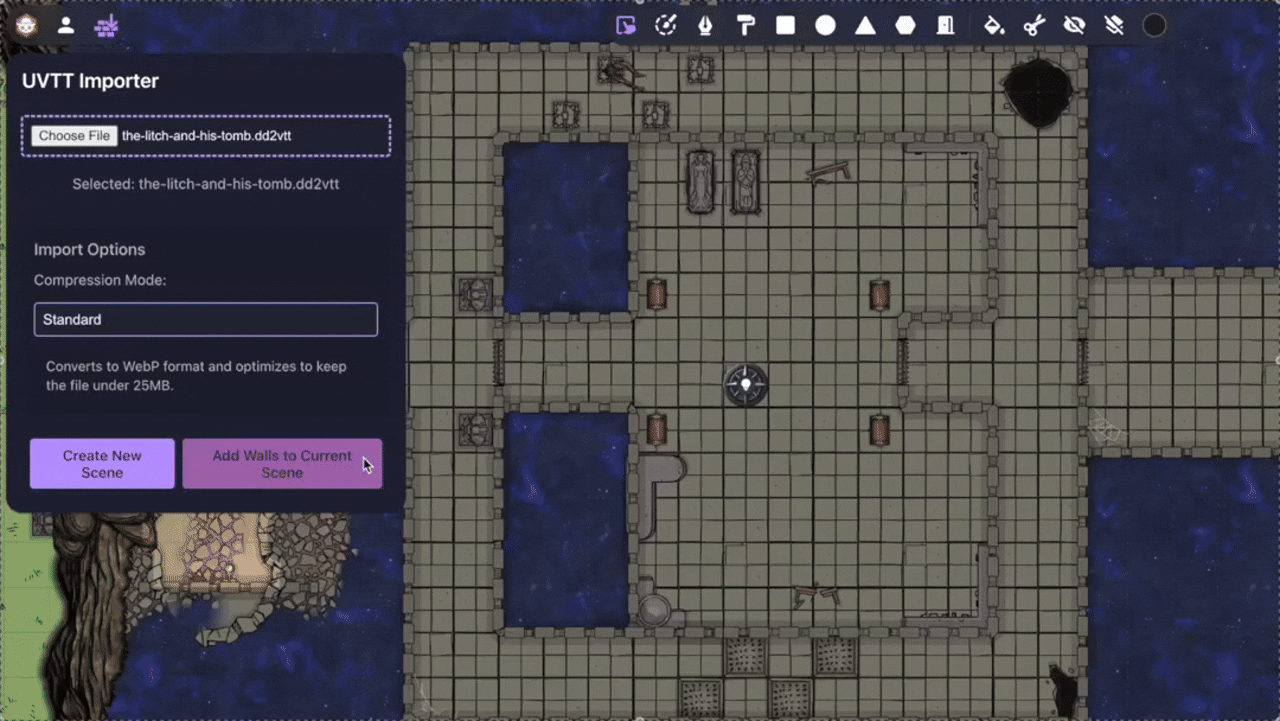 UVTT Importer
Choose File the-litch-and-his-tomb.dd2vtt
Selected: the-litch-and-his-tomb.dd2vtt
Import Options
Compression Mode:
Standard
Converts to WebP format and optimizes to keep
the file under 25MB.
Create New
Scene
Add Walls to Current
Scene